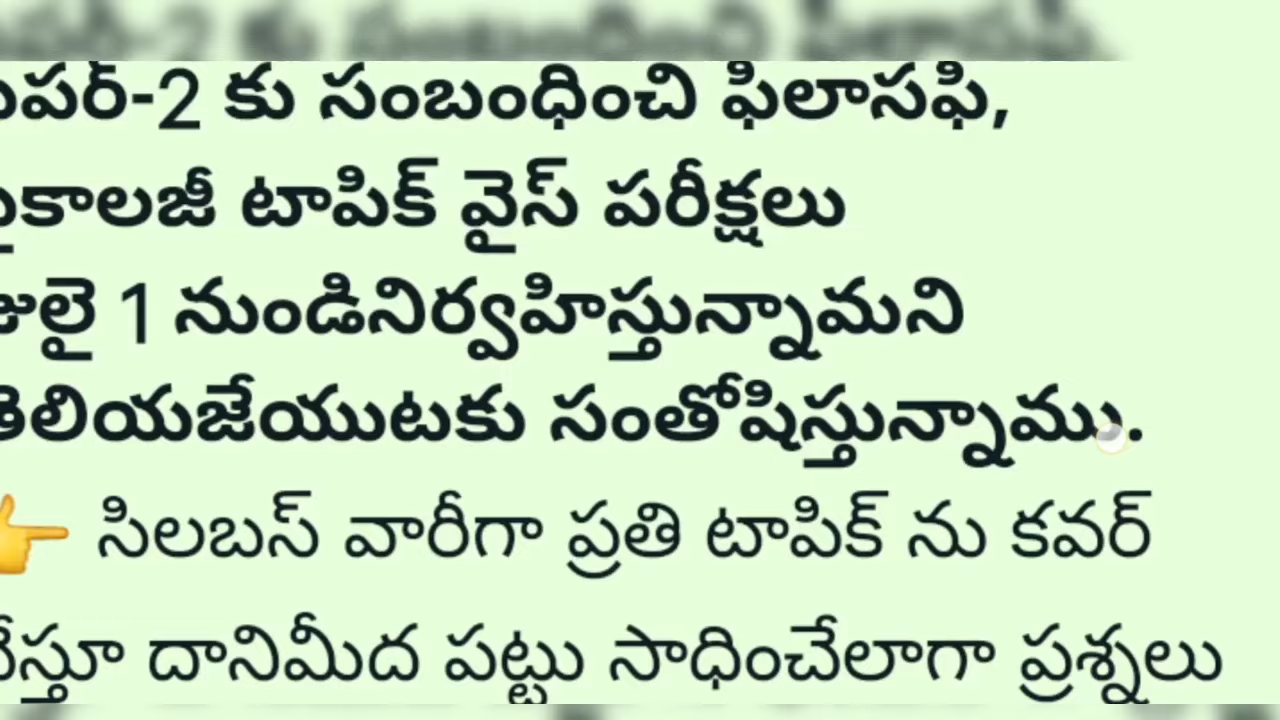 పర్-2 కు సంబంధించి ఫిలాసఫి,
కాలజీ టాపిక్ వైస్ పరీక్షలు
జులై 1 నుండినిర్వహిస్తున్నామని
తెలియజేయుటకు సంతోషిస్తున్నాము.
👉 సిలబస్ వారీగా ప్రతి టాపిక్ ను కవర్
చేస్తూ దానిమీద పట్టు సాధించేలాగా ప్రశ్నలు